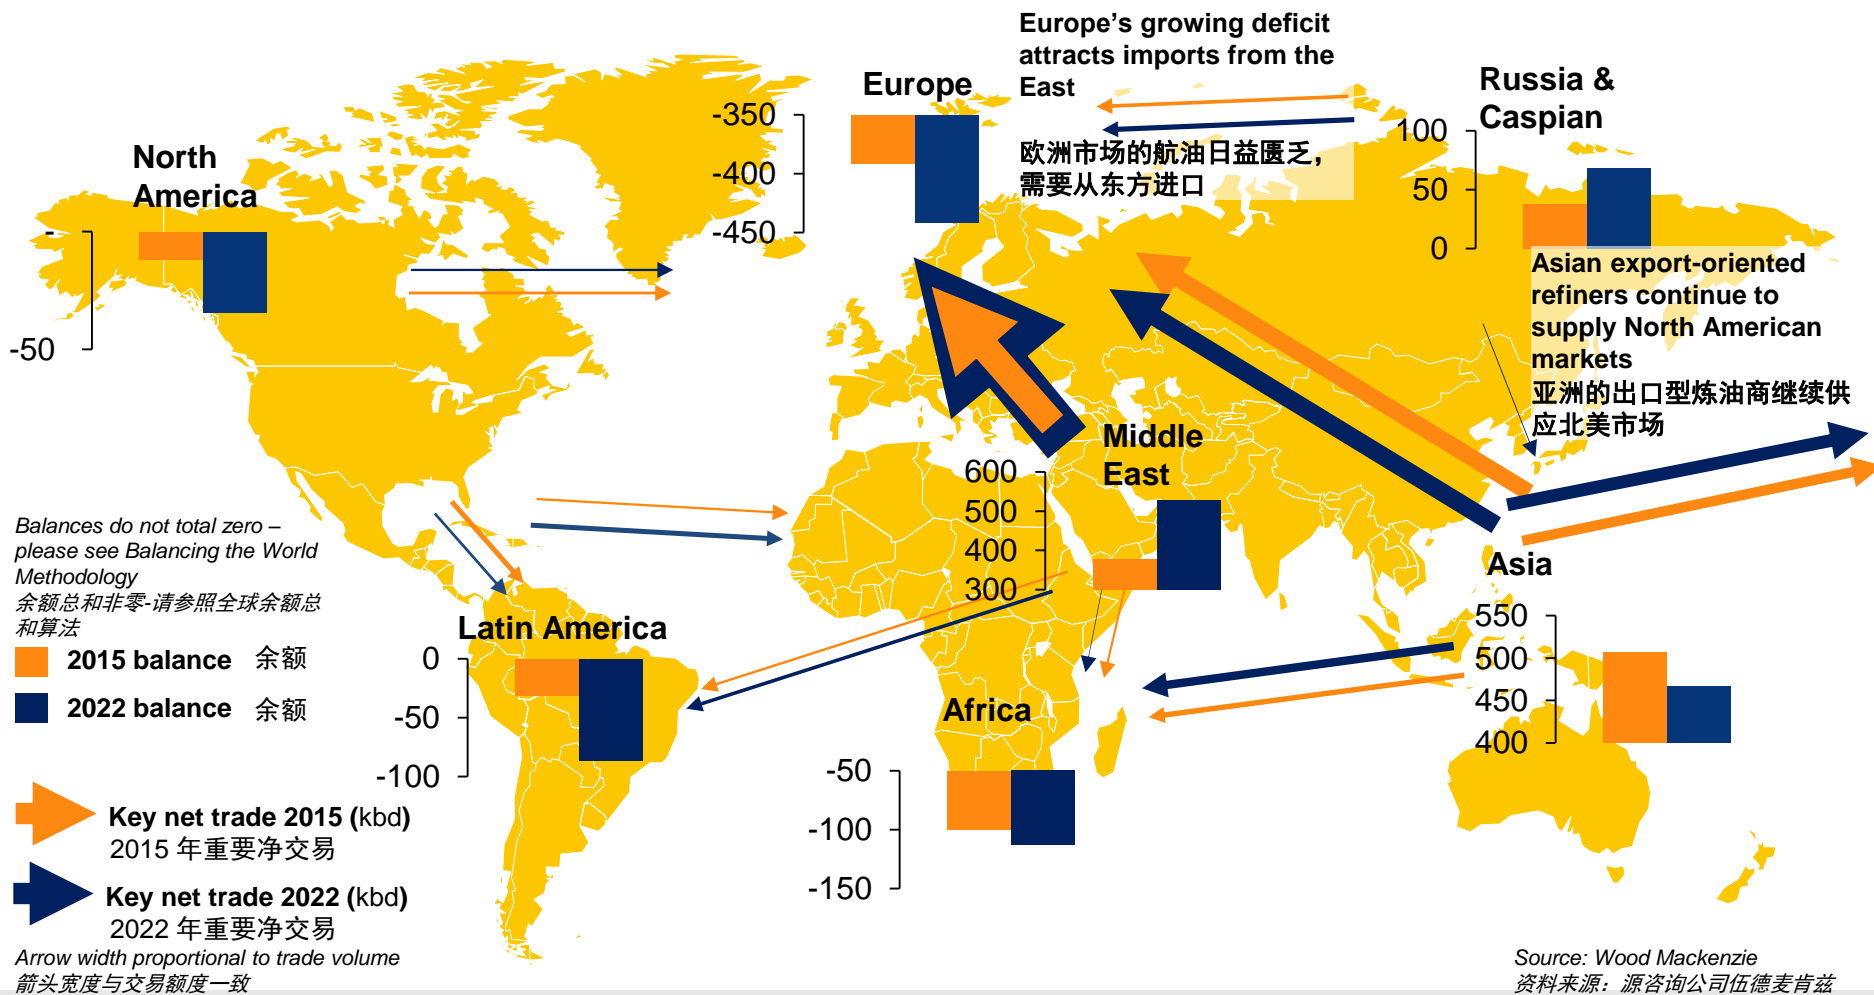 Europe's growing deficit
attracts imports from the
East
欧洲市场的航油日益匮乏，
需要从东方进口
Europe
-350
-400
-450
Russia &
Caspian
100
50
0
North
America
-
-50
Asian export-oriented
refiners continue to
supply North American
markets
亚洲的出口型炼油商继续供
应北美市场
Middle
East
600
500
400
300
Asia
550
500
450
400
Latin America
0
-50
-100
Africa
-50
-100
-150
Balances do not total zero –
please see Balancing the World
Methodology
余额总和非零-请参照全球余额总
和算法
2015 balance 余额
2022 balance 余额
Key net trade 2015 (kbd)
2015 年重要净交易
Key net trade 2022 (kbd)
2022 年重要净交易
Arrow width proportional to trade volume
箭头宽度与交易额度一致
Source: Wood Mackenzie
资料来源：源咨询公司伍德麦肯兹